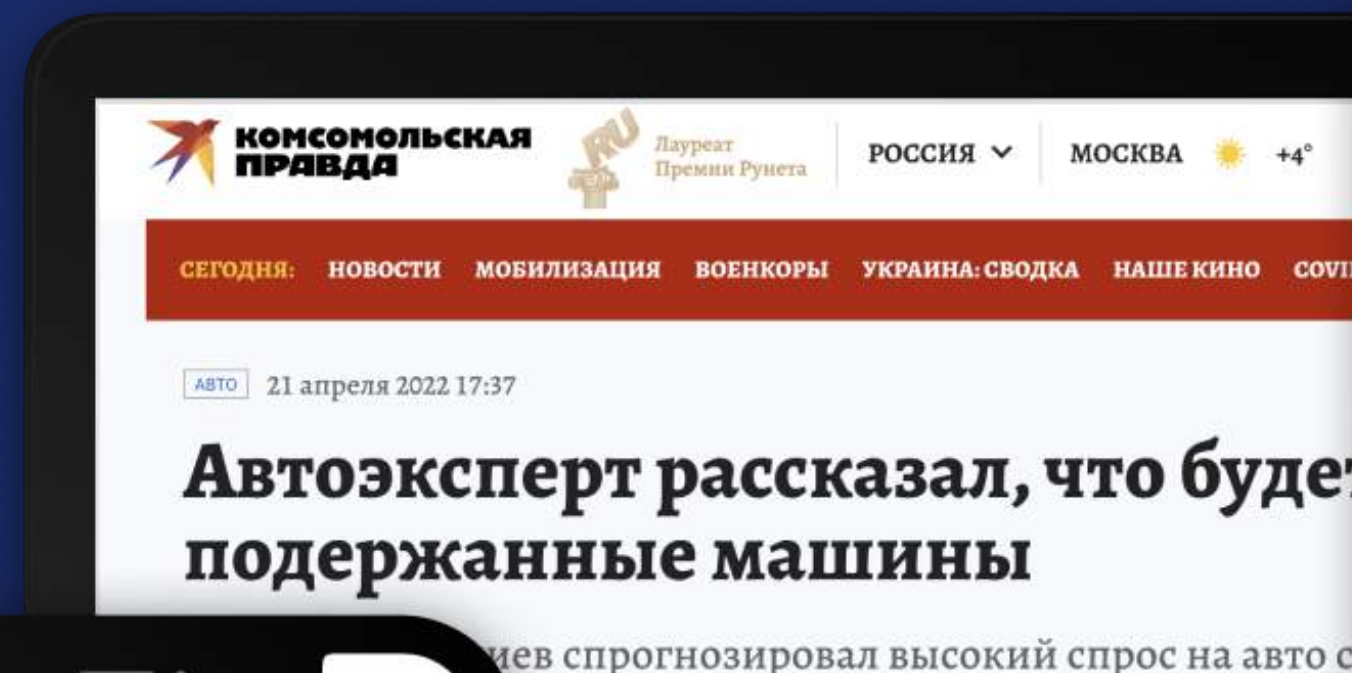 КОМСОМОЛЬСКАЯ
ПРАВДА
RU
Лауреат
Премии Рунета
РОССИЯ
МОСКВА
+4°
СЕГОДНЯ: НОВОСТИ МОБИЛИЗАЦИЯ ВОЕНКОРЫ УКРАИНА: СВОДКА НАШЕ КИНО
АВТО 21 апреля 2022 17:37
Автоэксперт рассказал, что
подержанные машины
спрогнозировал высокий спрос на авто